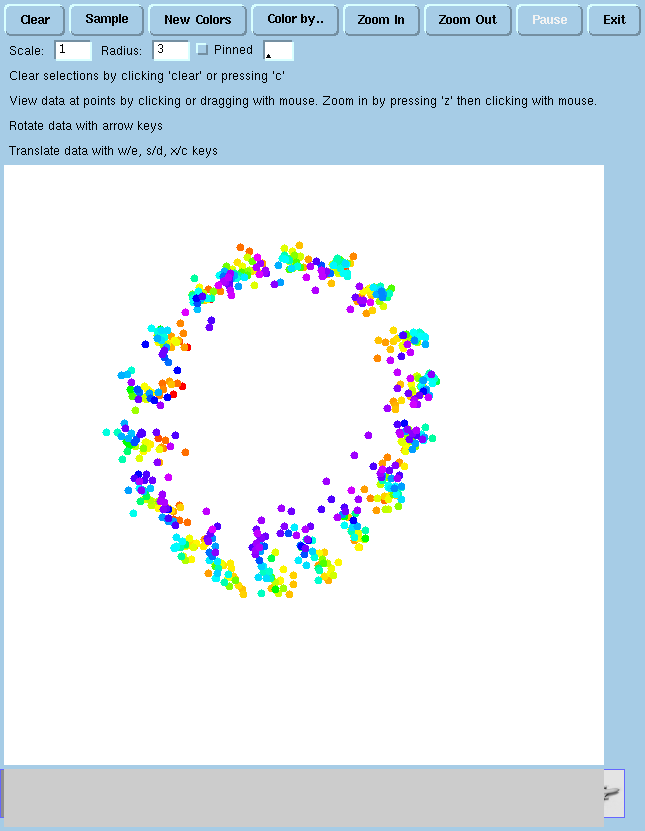 Clear Sample New Colors Color by.. Zoom In Zoom Out Pause Exit
Scale: 1 Radius: 3 Pinned
Clear selections by clicking 'clear' or pressing 'c'
View data at points by clicking or dragging with mouse. Zoom in by pressing 'z' then clicking with mouse.
Rotate data with arrow keys
Translate data with w/e, s/d, x/c keys